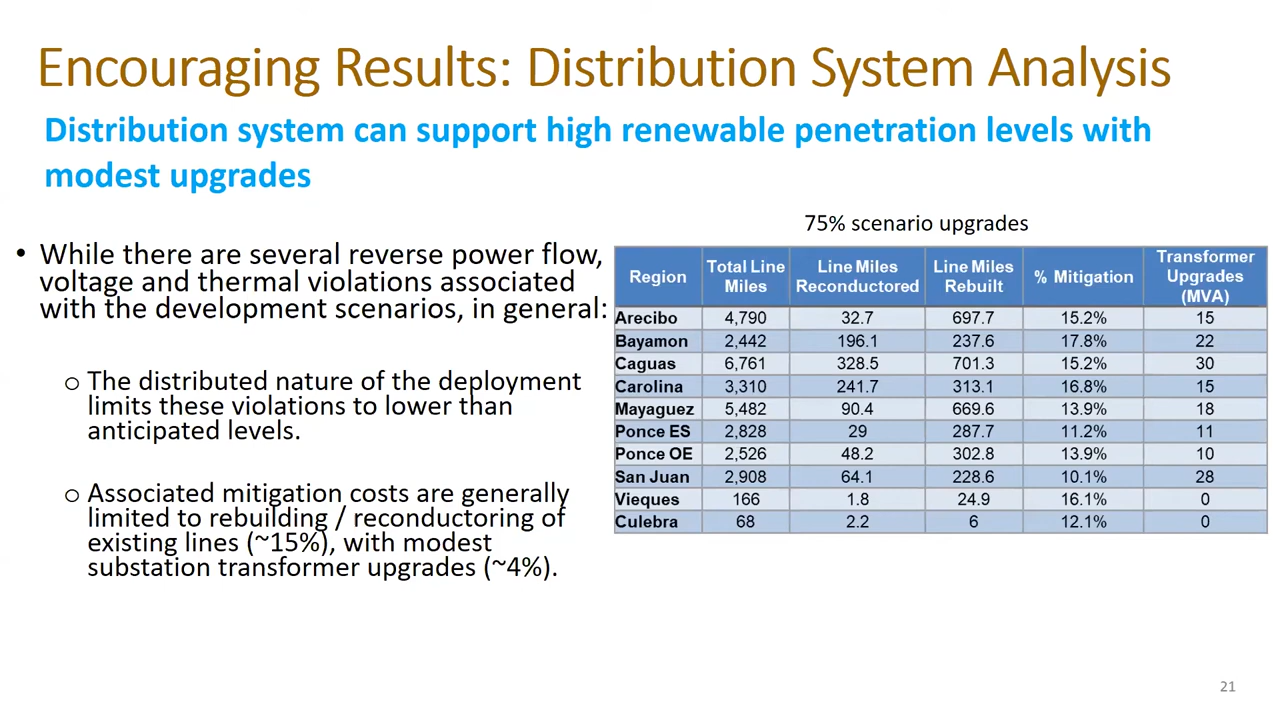 Encouraging Results: Distribution System Analysis
Distribution system can support high renewable penetration levels with
modest upgrades
• While there are several reverse power flow,
voltage and thermal violations associated
with the development scenarios, in general:
o The distributed nature of the deployment
limits these violations to lower than
anticipated levels.
o Associated mitigation costs are generally
limited to rebuilding / reconductoring of
existing lines (~15%), with modest
substation transformer upgrades (~4%).
75% scenario upgrades
Region Total Line Miles Line Miles Reconductored Line Miles Rebuilt % Mitigation Transformer Upgrades (MVA)
Arecibo 4,790 32.7 697.7 15.2% 15
Bayamon 2,442 196.1 237.6 17.8% 22
Caguas 6,761 328.5 701.3 15.2% 30
Carolina 3,310 241.7 313.1 16.8% 15
Mayaguez 5,482 90.4 669.6 13.9% 18
Ponce ES 2,828 29 287.7 11.2% 11
Ponce OE 2,526 48.2 302.8 13.9% 10
San Juan 2,908 64.1 228.6 10.1% 28
Vieques 166 1.8 24.9 16.1% 0
Culebra 68 2.2 6 12.1% 0
21